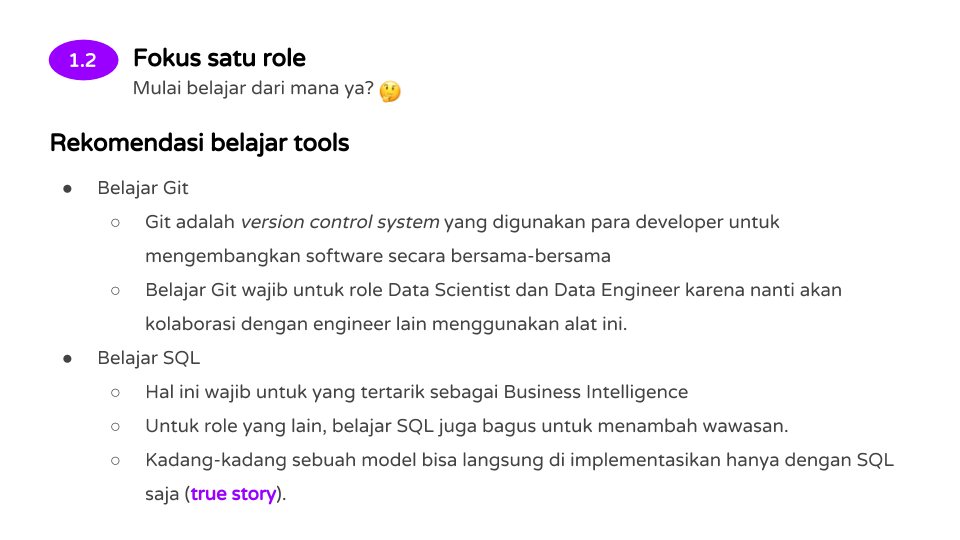 1.2
Fokus satu role
Mulai belajar dari mana ya? 🤔
Rekomendasi belajar tools
● Belajar Git
○ Git adalah version control system yang digunakan para developer untuk
mengembangkan software secara bersama-bersama
○ Belajar Git wajib untuk role Data Scientist dan Data Engineer karena nanti akan
kolaborasi dengan engineer lain menggunakan alat ini.
● Belajar SQL
○ Hal ini wajib untuk yang tertarik sebagai Business Intelligence
○ Untuk role yang lain, belajar SQL juga bagus untuk menambah wawasan.
○ Kadang-kadang sebuah model bisa langsung di implementasikan hanya dengan SQL
saja (true story).